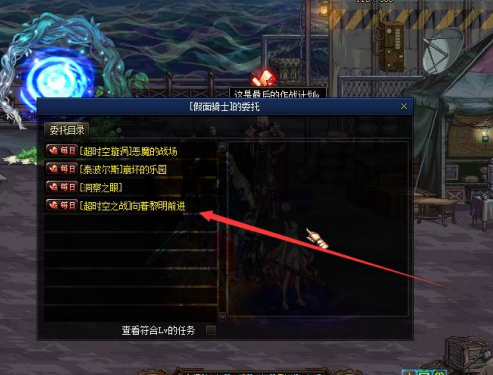 这是最后的作战计划。
[假面骑士]的委托
委托目录
每日 [超时空漩涡]恶魔的战场
每日 [泰波尔斯]崩坏的乐园
每日 [洞察之眼]
每日 [超时空之战]向着黎明前进
查看符合Lv的任务